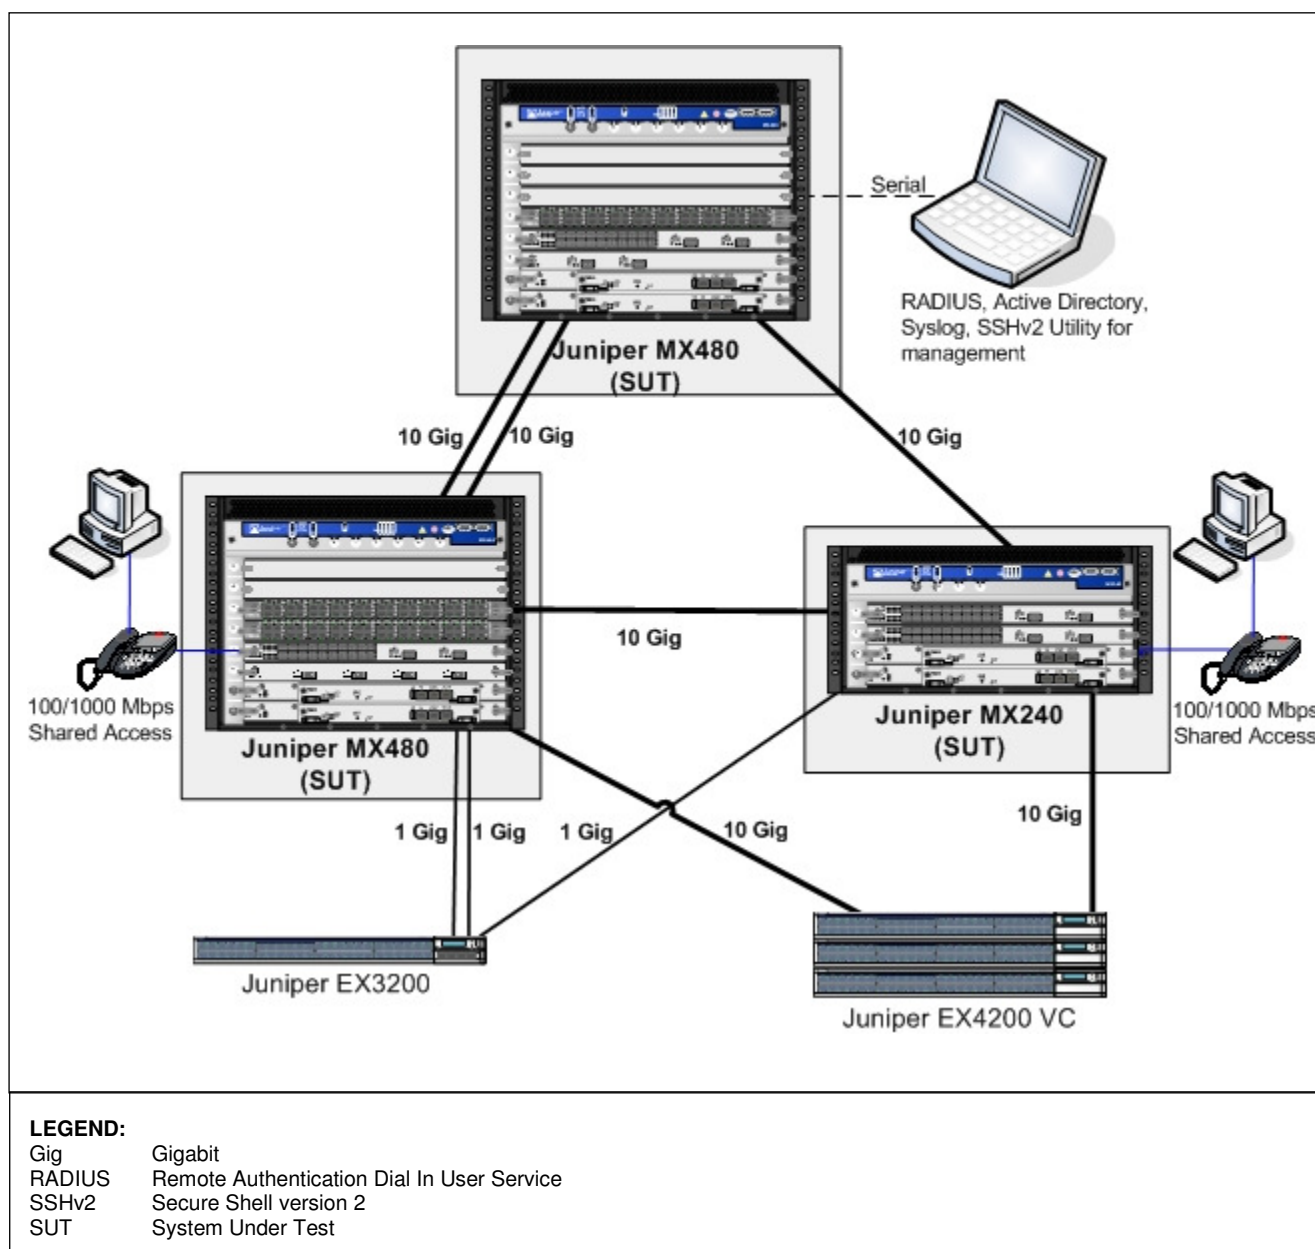 Serial
RADIUS, Active Directory,
Syslog, SSHv2 Utility for
management
Juniper MX480
(SUT)
10 Gig
10 Gig
10 Gig
100/1000 Mbps
Shared Access
Juniper MX480
(SUT)
10 Gig
Juniper MX240
(SUT)
100/1000 Mbps
Shared Access
1 Gig
1 Gig
1 Gig
10 Gig
10 Gig
Juniper EX3200
Juniper EX4200 VC
LEGEND:
Gig Gigabit
RADIUS Remote Authentication Dial In User Service
SSHv2 Secure Shell version 2
SUT System Under Test